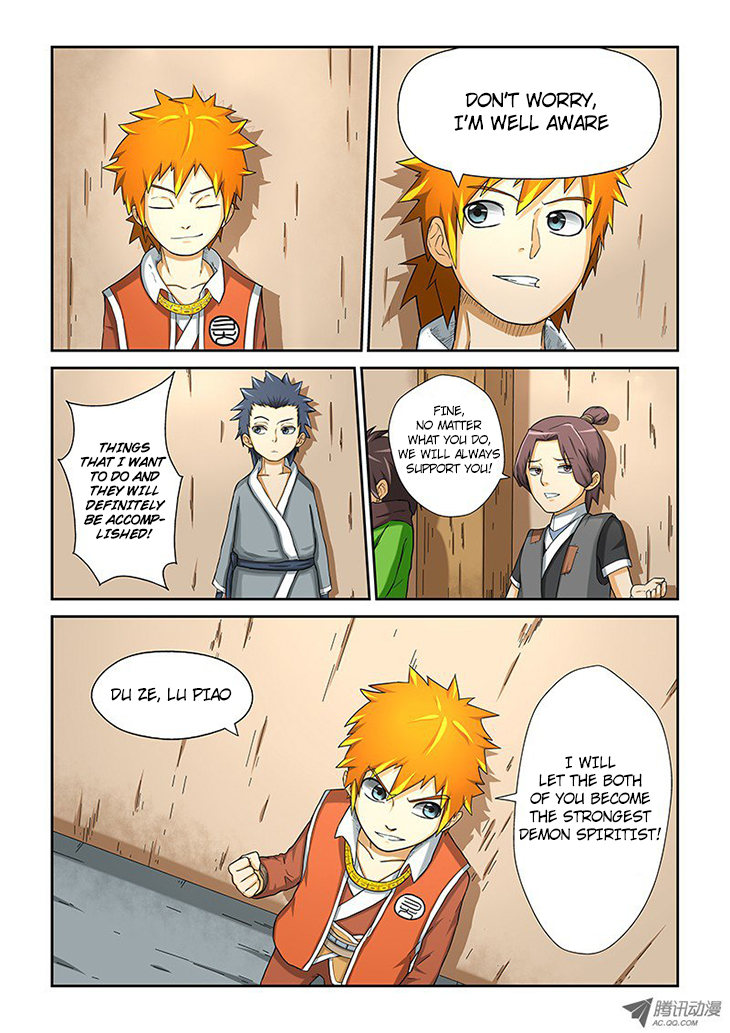 DON'T WORRY,
I'M WELL AWARE
THINGS
THAT I WANT
TO DO AND
THEY WILL
DEFINITELY
BE ACCOMP-
LISHED!
FINE,
NO MATTER
WHAT YOU DO,
WE WILL ALWAYS
SUPPORT YOU!
DU ZE, LU PIAO
I WILL
LET THE BOTH
OF YOU BECOME
THE STRONGEST
DEMON SPIRITIST!
腾讯动漫
AC.QQ.COM